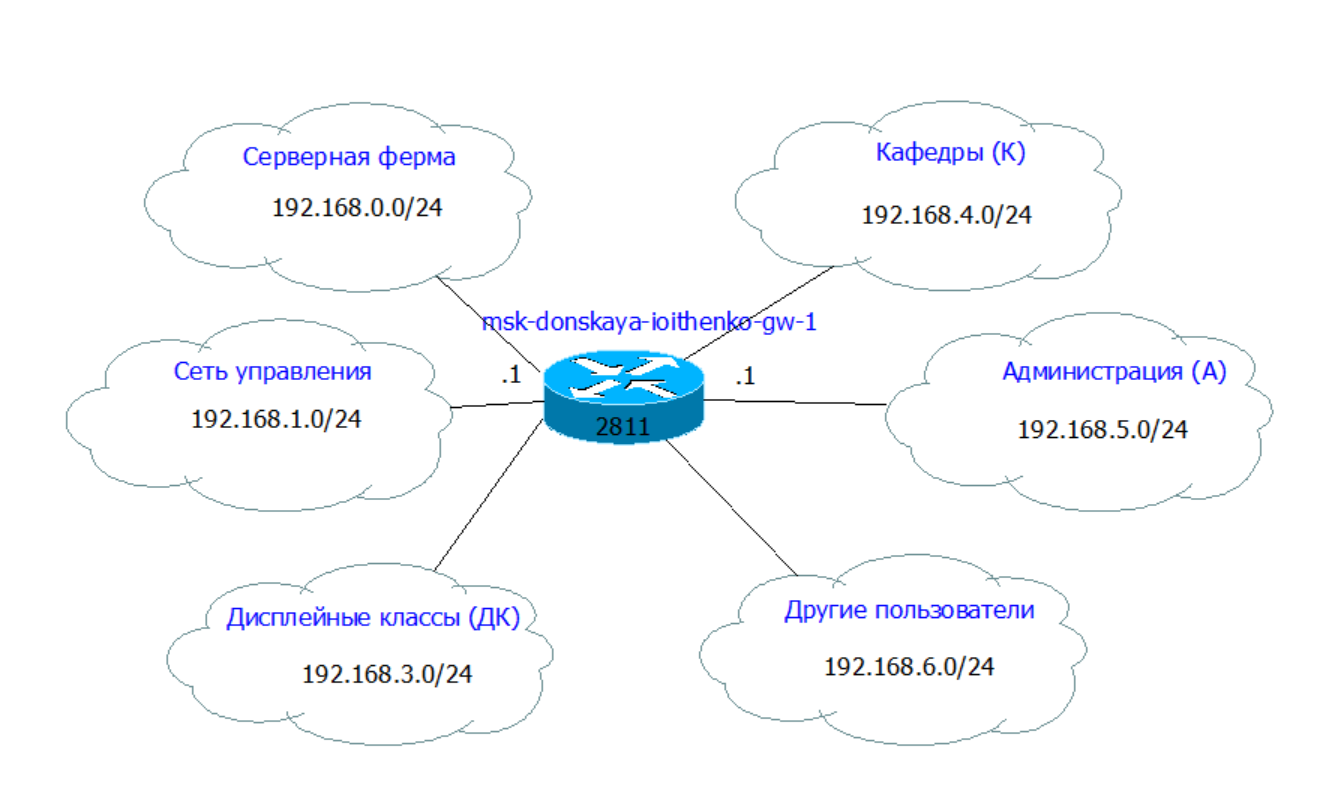 Серверная ферма
192.168.0.0/24
Кафедры (К)
192.168.4.0/24
msk-donskaya-ioithenko-gw-1
Сеть управления
192.168.1.0/24
.1
2811
.1
Администрация (А)
192.168.5.0/24
Дисплейные классы (ДК)
192.168.3.0/24
Другие пользователи
192.168.6.0/24